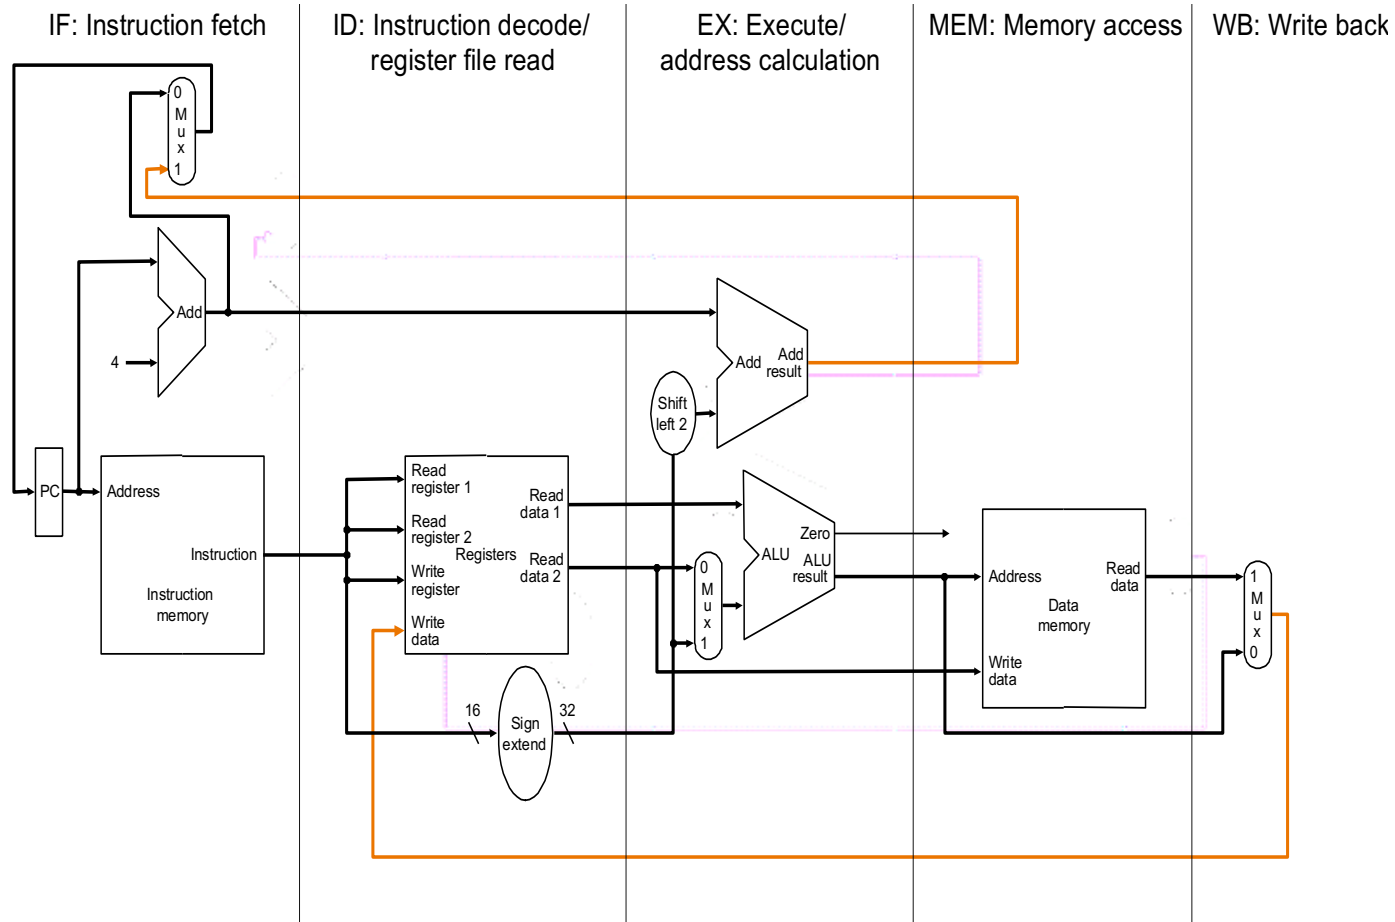 IF: Instruction fetch
ID: Instruction decode/
register file read
EX: Execute/
address calculation
MEM: Memory access
WB: Write back
0
M
u
x
1
Add
4
PC
Address
Instruction
Instruction
memory
Read
register 1
Read
register 2
Write
register
Write
data
Registers
Read
data 1
Read
data 2
16
Sign
extend
32
Shift
left 2
Add
Add
result
0
M
u
x
1
ALU
Zero
ALU
result
Address
Write
data
Data
memory
Read
data
1
M
u
x
0